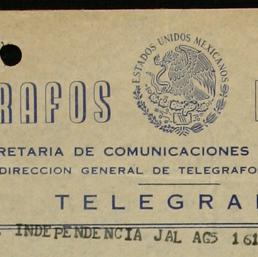 ESTADOS UNIDOS MEXICANOS
RAFOS
RETARIA DE COMUNICACIONES
DIRECCION GENERAL DE TELEGRAFO
TELEGRA
INDEPENDENCIA JAL AGS 161